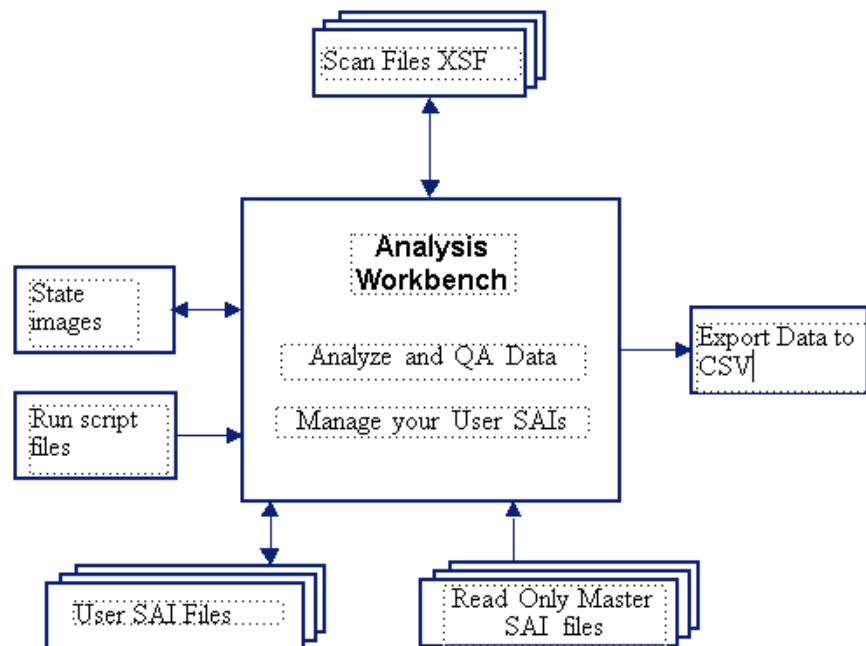 Scan Files XSF
Analysis
Workbench
State
images
Analyze and QA Data
Export Data to
CSV
Run script
files
Manage your User SAIs
User SAI Files
Read Only Master
SAI files